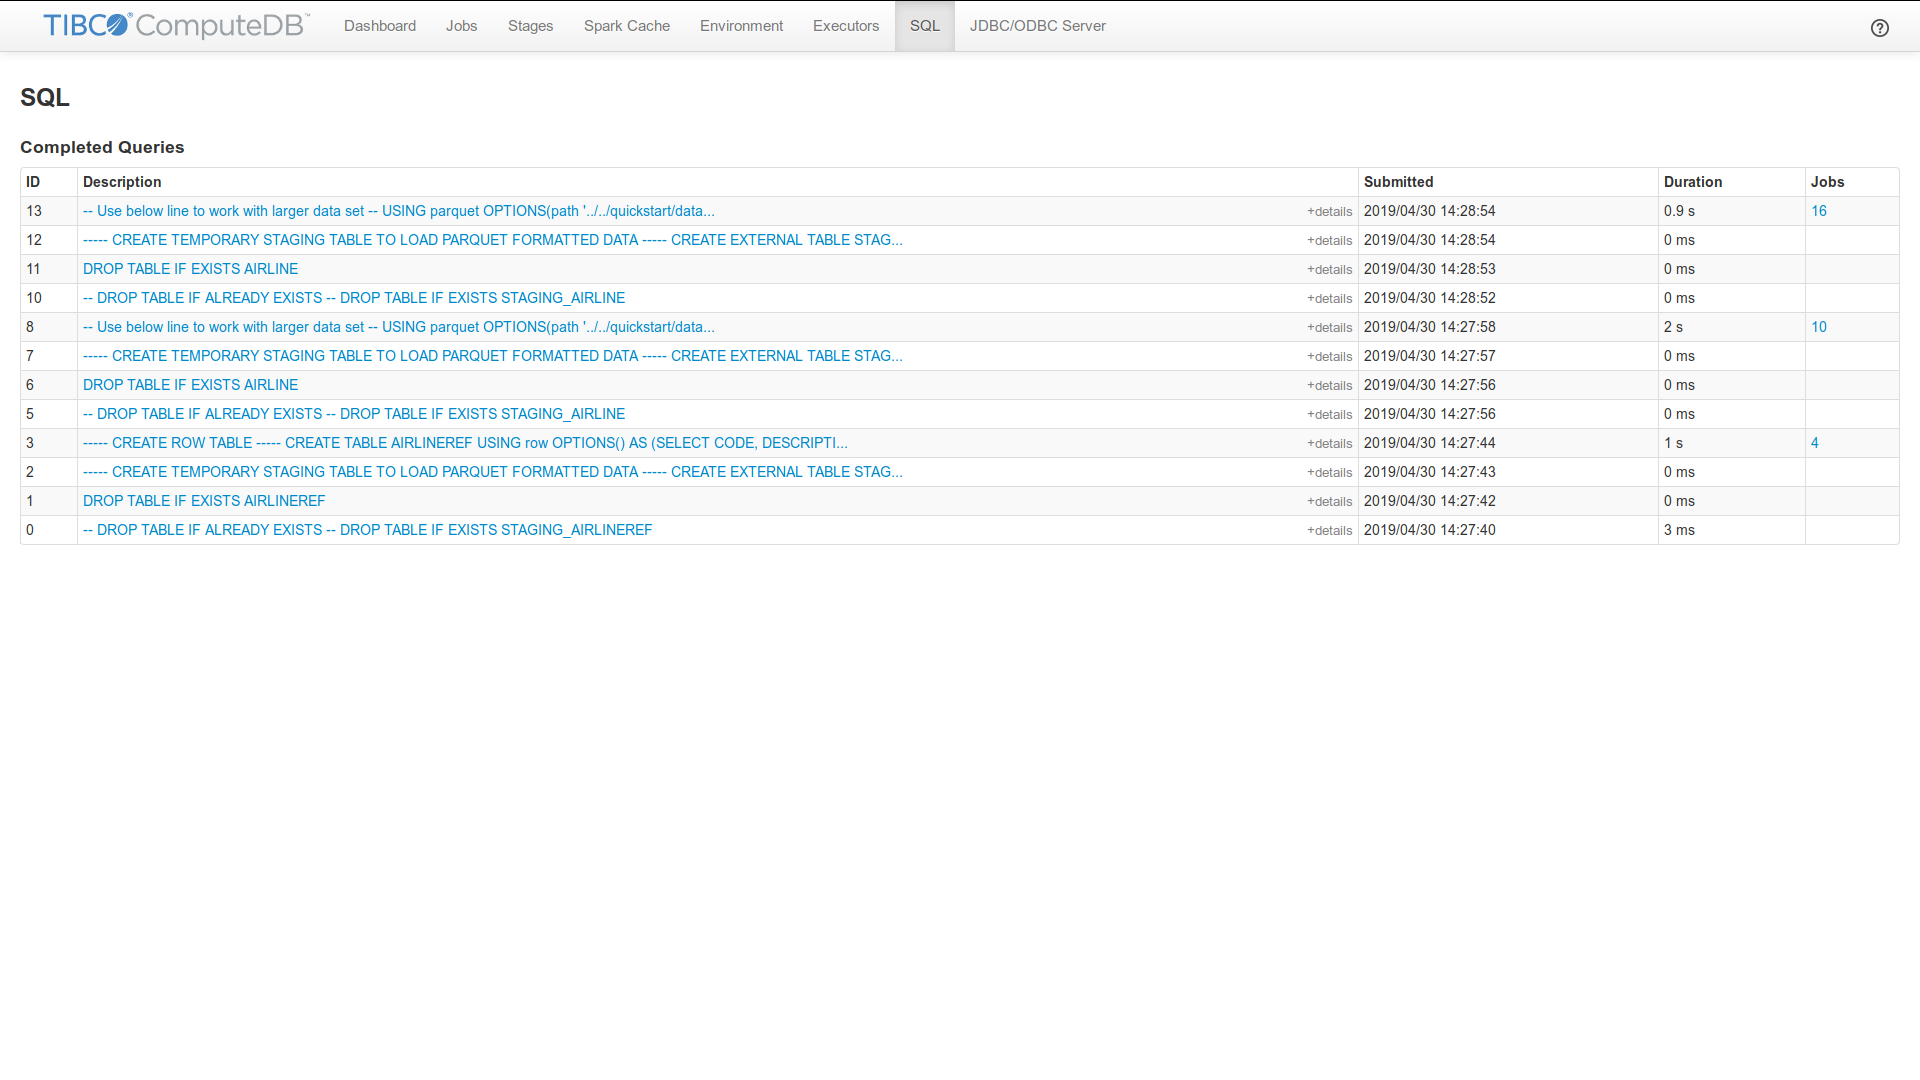 TIBCO® ComputeDB™ Dashboard Jobs Stages Spark Cache Environment Executors SQL JDBC/ODBC Server ?
SQL
Completed Queries
ID Description Submitted Duration Jobs
13 -- Use below line to work with larger data set -- USING parquet OPTIONS(path '../../quickstart/data... +details 2019/04/30 14:28:54 0.9 s 16
12 ----- CREATE TEMPORARY STAGING TABLE TO LOAD PARQUET FORMATTED DATA ----- CREATE EXTERNAL TABLE STAG... +details 2019/04/30 14:28:54 0 ms
11 DROP TABLE IF EXISTS AIRLINE +details 2019/04/30 14:28:53 0 ms
10 -- DROP TABLE IF ALREADY EXISTS -- DROP TABLE IF EXISTS STAGING_AIRLINE +details 2019/04/30 14:28:52 0 ms
8 -- Use below line to work with larger data set -- USING parquet OPTIONS(path '../../quickstart/data... +details 2019/04/30 14:27:58 2 s 10
7 ----- CREATE TEMPORARY STAGING TABLE TO LOAD PARQUET FORMATTED DATA ----- CREATE EXTERNAL TABLE STAG... +details 2019/04/30 14:27:57 0 ms
6 DROP TABLE IF EXISTS AIRLINE +details 2019/04/30 14:27:56 0 ms
5 -- DROP TABLE IF ALREADY EXISTS -- DROP TABLE IF EXISTS STAGING_AIRLINE +details 2019/04/30 14:27:56 0 ms
3 ----- CREATE ROW TABLE ----- CREATE TABLE AIRLINEREF USING row OPTIONS() AS (SELECT CODE, DESCRIPTI... +details 2019/04/30 14:27:44 1 s 4
2 ----- CREATE TEMPORARY STAGING TABLE TO LOAD PARQUET FORMATTED DATA ----- CREATE EXTERNAL TABLE STAG... +details 2019/04/30 14:27:43 0 ms
1 DROP TABLE IF EXISTS AIRLINEREF +details 2019/04/30 14:27:42 0 ms
0 -- DROP TABLE IF ALREADY EXISTS -- DROP TABLE IF EXISTS STAGING_AIRLINEREF +details 2019/04/30 14:27:40 3 ms